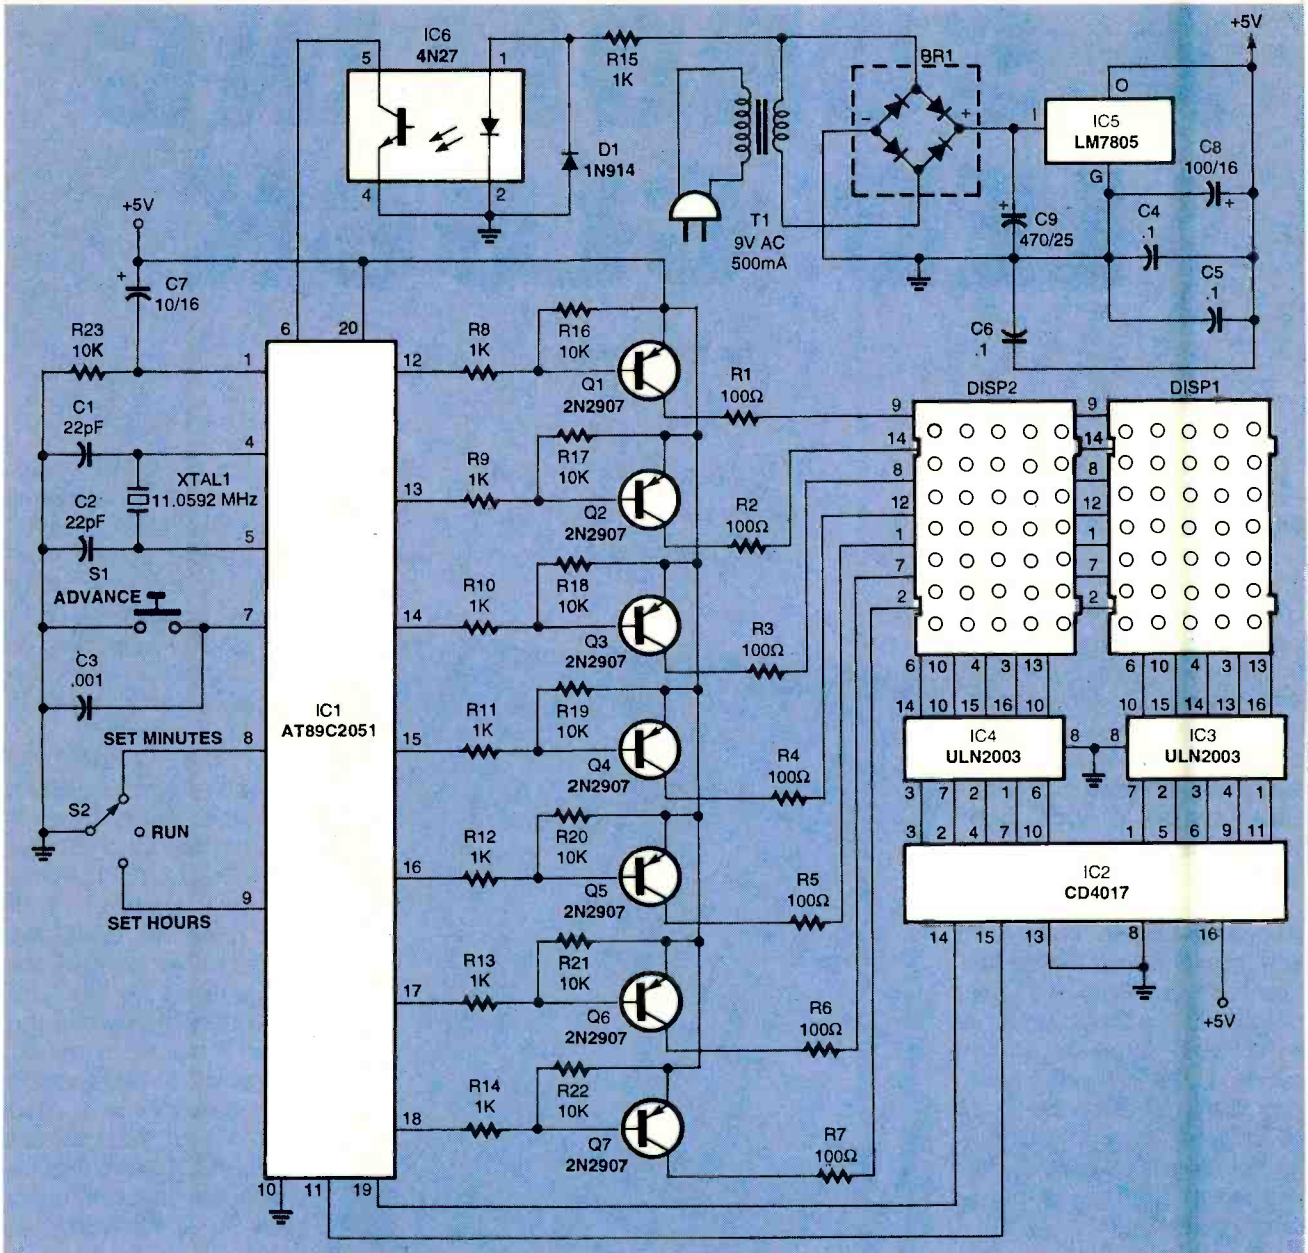 +5V
IC6
4N27
5
1
R15
1K
BR1
O
I
IC5
LM7805
−
+
D1
1N914
C8
100/16
4
2
G
+
+5V
+
C9
470/25
C4
.1
T1
9V AC
500mA
C5
.1
+
C7
10/16
R23
10K
6
20
R8
1K
R16
10K
C6
.1
1
12
Q1
2N2907
R1
100Ω
DISP2
DISP1
C1
22pF
9
9
4
R9
1K
R17
10K
14
14
XTAL1
11.0592 MHz
8
8
C2
22pF
13
Q2
2N2907
R2
100Ω
12
12
5
1
1
S1
ADVANCE
R10
1K
R18
10K
7
7
7
14
2
2
Q3
2N2907
R3
100Ω
C3
.001
6 10 4 3 13
6 10 4 3 13
IC1
AT89C2051
R11
1K
R19
10K
14 10 15 16 10
10 15 14 13 16
SET MINUTES
8
15
Q4
2N2907
R4
100Ω
IC4
ULN2003
8
8
IC3
ULN2003
3 7 2 1 6
7 2 3 4 1
S2
RUN
R12
1K
R20
10K
3 2 4 7 10
1 5 6 9 11
16
Q5
2N2907
R5
100Ω
IC2
CD4017
9
SET HOURS
14
15
13
8
16
R13
1K
R21
10K
17
Q6
2N2907
R6
100Ω
+5V
R14
1K
R22
10K
18
Q7
2N2907
R7
100Ω
10
11
19